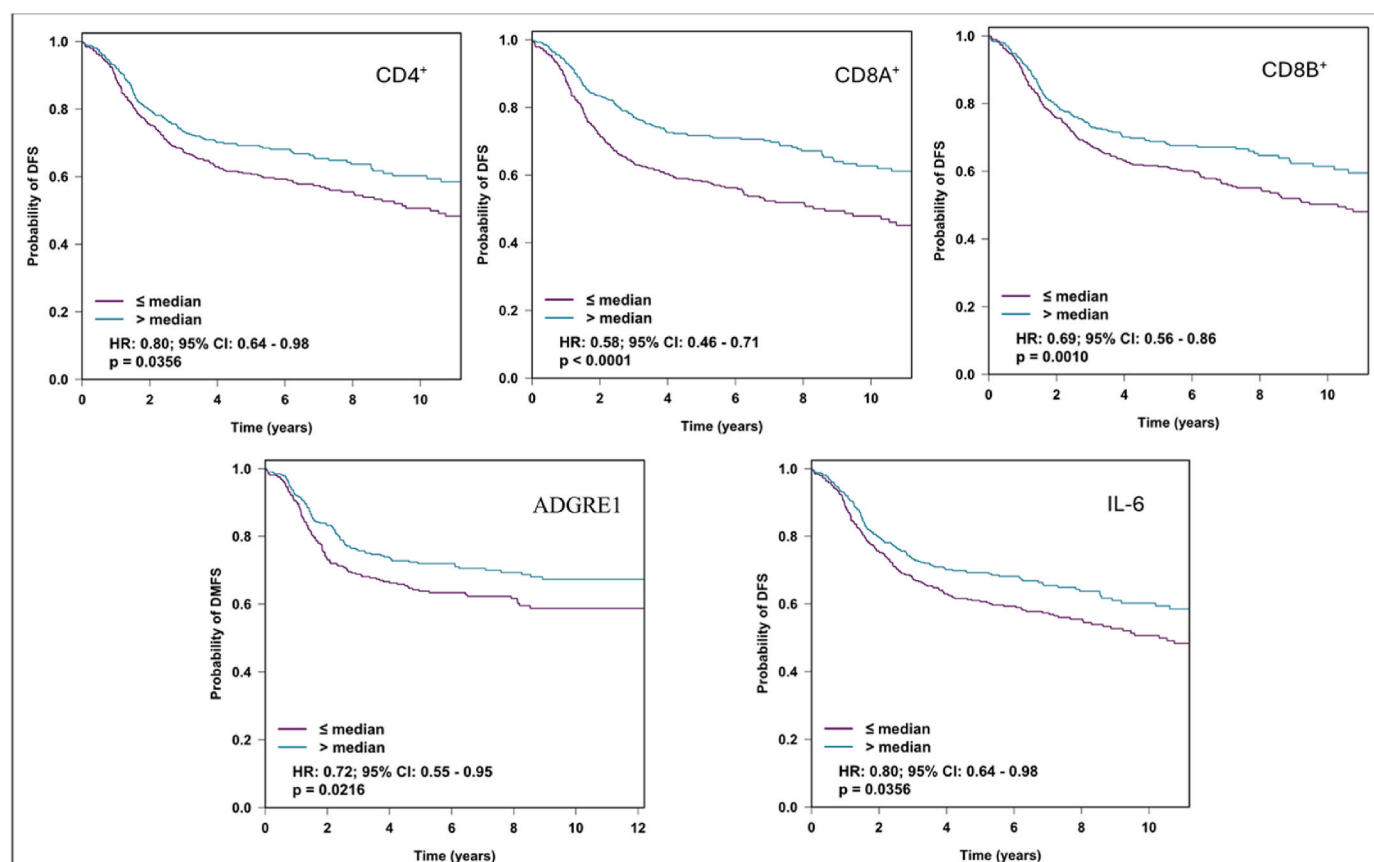 CD4⁺
Probability of DFS
1.0
0.8
0.6
0.4
0.2
0.0
≤ median
> median
HR: 0.80; 95% CI: 0.64 - 0.98
p = 0.0356
0 2 4 6 8 10
Time (years)
CD8A⁺
Probability of DFS
1.0
0.8
0.6
0.4
0.2
0.0
≤ median
> median
HR: 0.58; 95% CI: 0.46 - 0.71
p < 0.0001
0 2 4 6 8 10
Time (years)
CD8B⁺
Probability of DFS
1.0
0.8
0.6
0.4
0.2
0.0
≤ median
> median
HR: 0.69; 95% CI: 0.56 - 0.86
p = 0.0010
0 2 4 6 8 10
Time (years)
ADGRE1
Probability of DMFS
1.0
0.8
0.6
0.4
0.2
0.0
≤ median
> median
HR: 0.72; 95% CI: 0.55 - 0.95
p = 0.0216
0 2 4 6 8 10 12
Time (years)
IL-6
Probability of DFS
1.0
0.8
0.6
0.4
0.2
0.0
≤ median
> median
HR: 0.80; 95% CI: 0.64 - 0.98
p = 0.0356
0 2 4 6 8 10
Time (years)